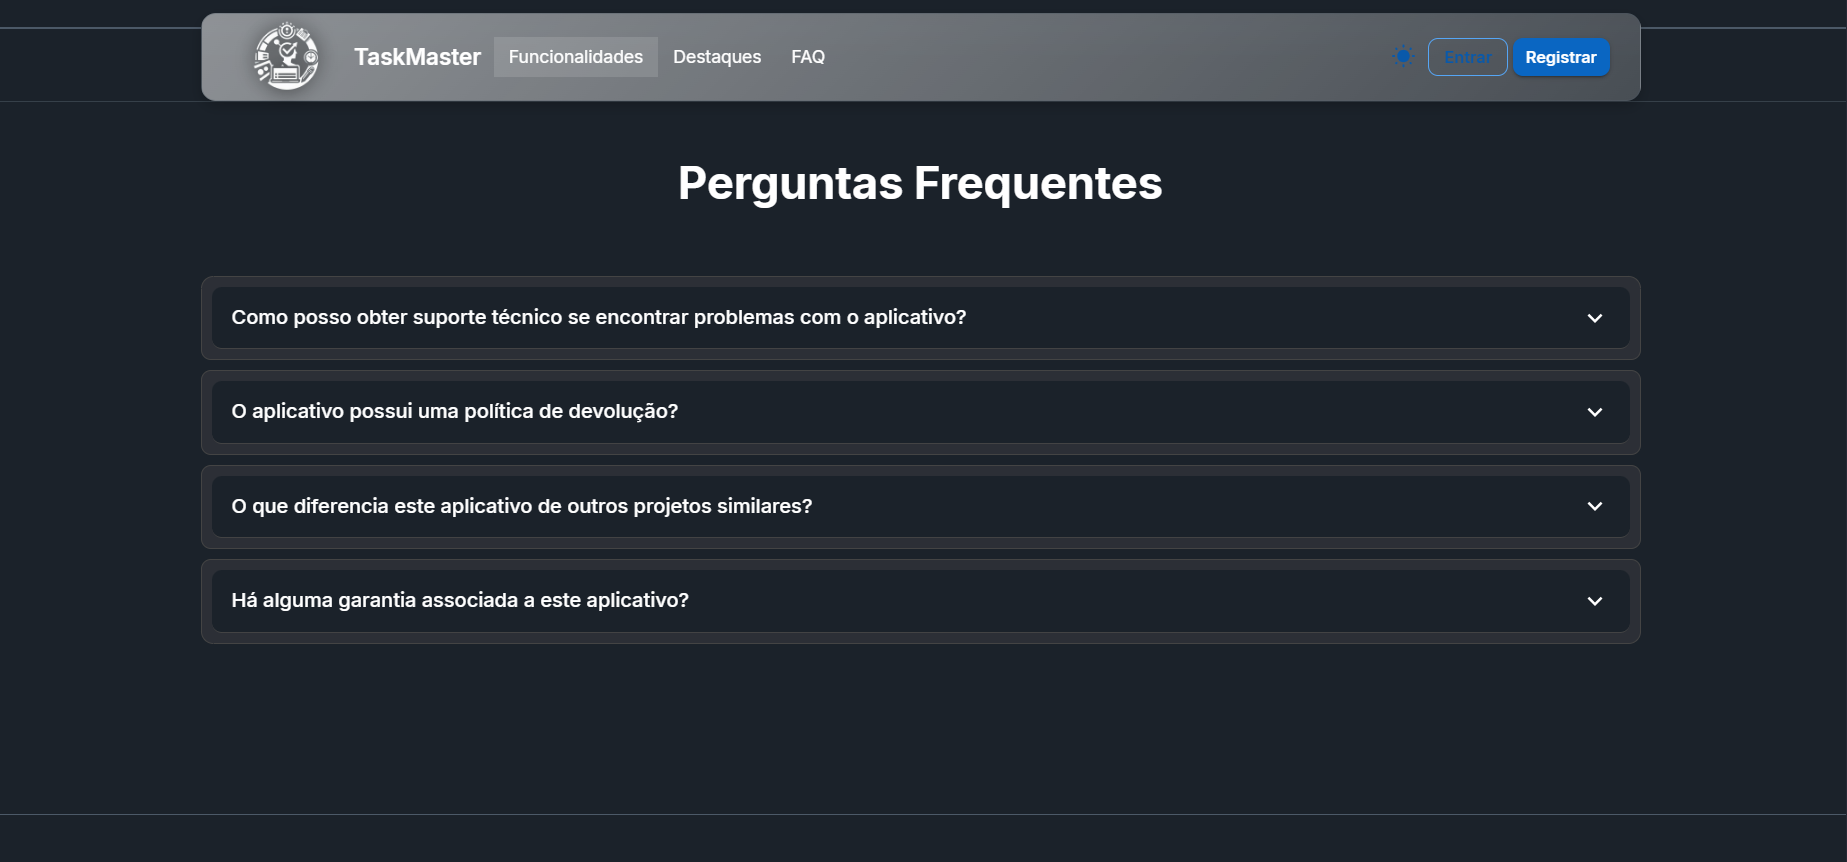 TaskMaster Funcionalidades Destaques FAQ Entrar Registrar
Perguntas Frequentes
Como posso obter suporte técnico se encontrar problemas com o aplicativo?
O aplicativo possui uma política de devolução?
O que diferencia este aplicativo de outros projetos similares?
Há alguma garantia associada a este aplicativo?